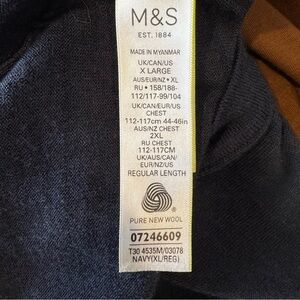 M&S
EST. 1884
MADE IN MYANMAR
UK/CAN/US
X LARGE
AUS/EUR/NZ • XL
RU • 158/188-
112/117-99/104
UK/CAN/EUR/US
CHEST
112-117cm 44-46in
AUS/NZ CHEST
2XL
RU CHEST
112-117CM
UK/AUS/CAN/
EUR/NZ/US
REGULAR LENGTH
PURE NEW WOOL
07246609
T30 4535M/03078
NAVY(XL/REG)